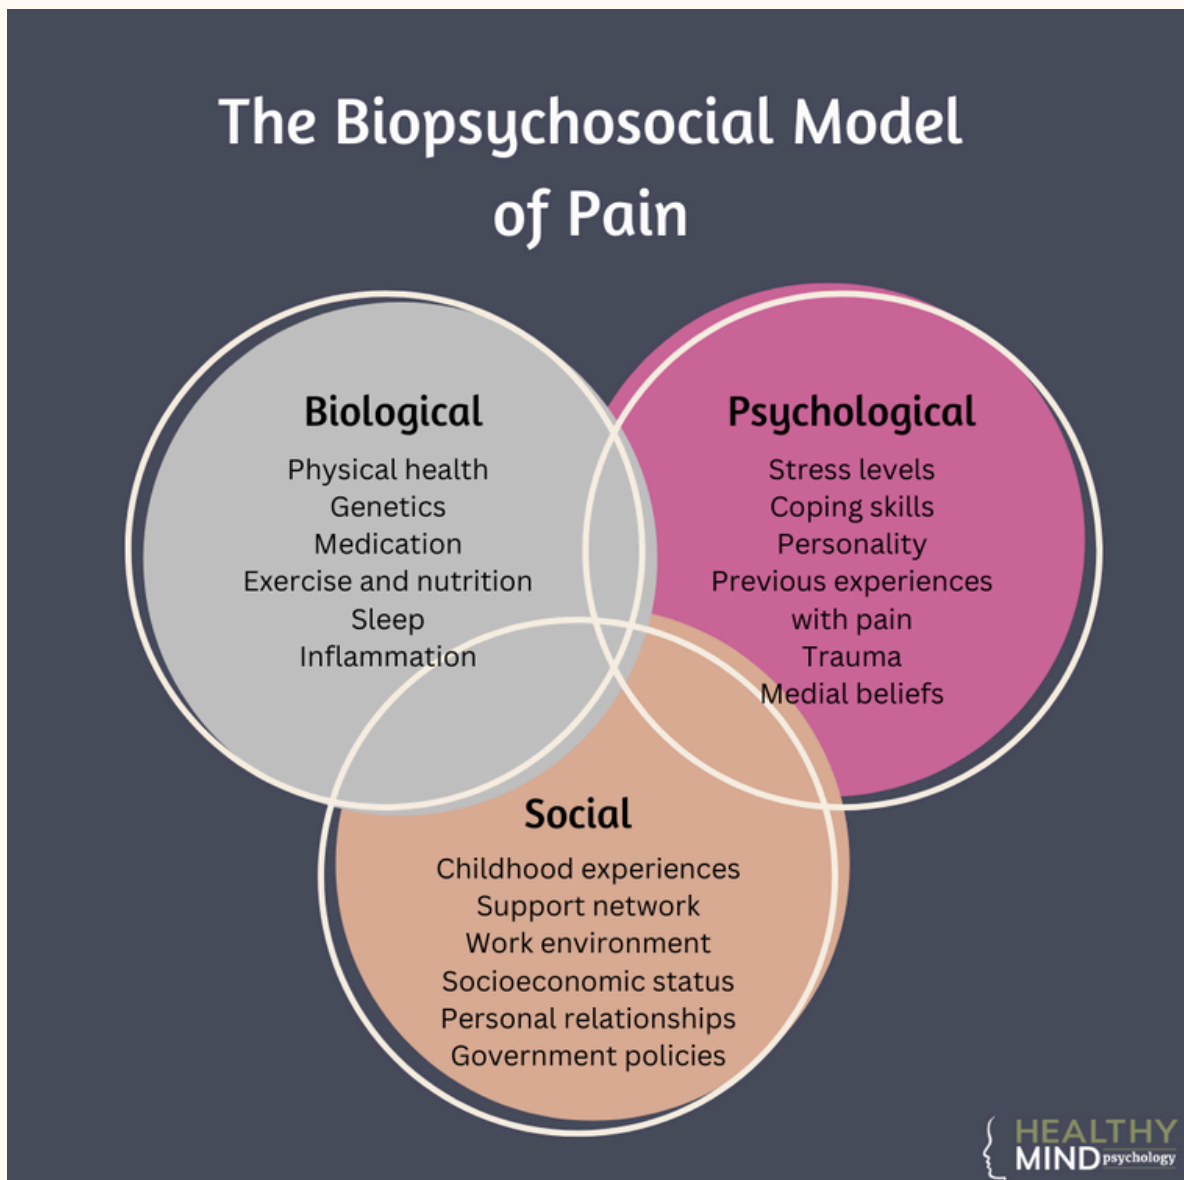 The Biopsychosocial Model
of Pain
Biological
Physical health
Genetics
Medication
Exercise and nutrition
Sleep
Inflammation
Psychological
Stress levels
Coping skills
Personality
Previous experiences
with pain
Trauma
Medial beliefs
Social
Childhood experiences
Support network
Work environment
Socioeconomic status
Personal relationships
Government policies
HEALTHY
MIND psychology